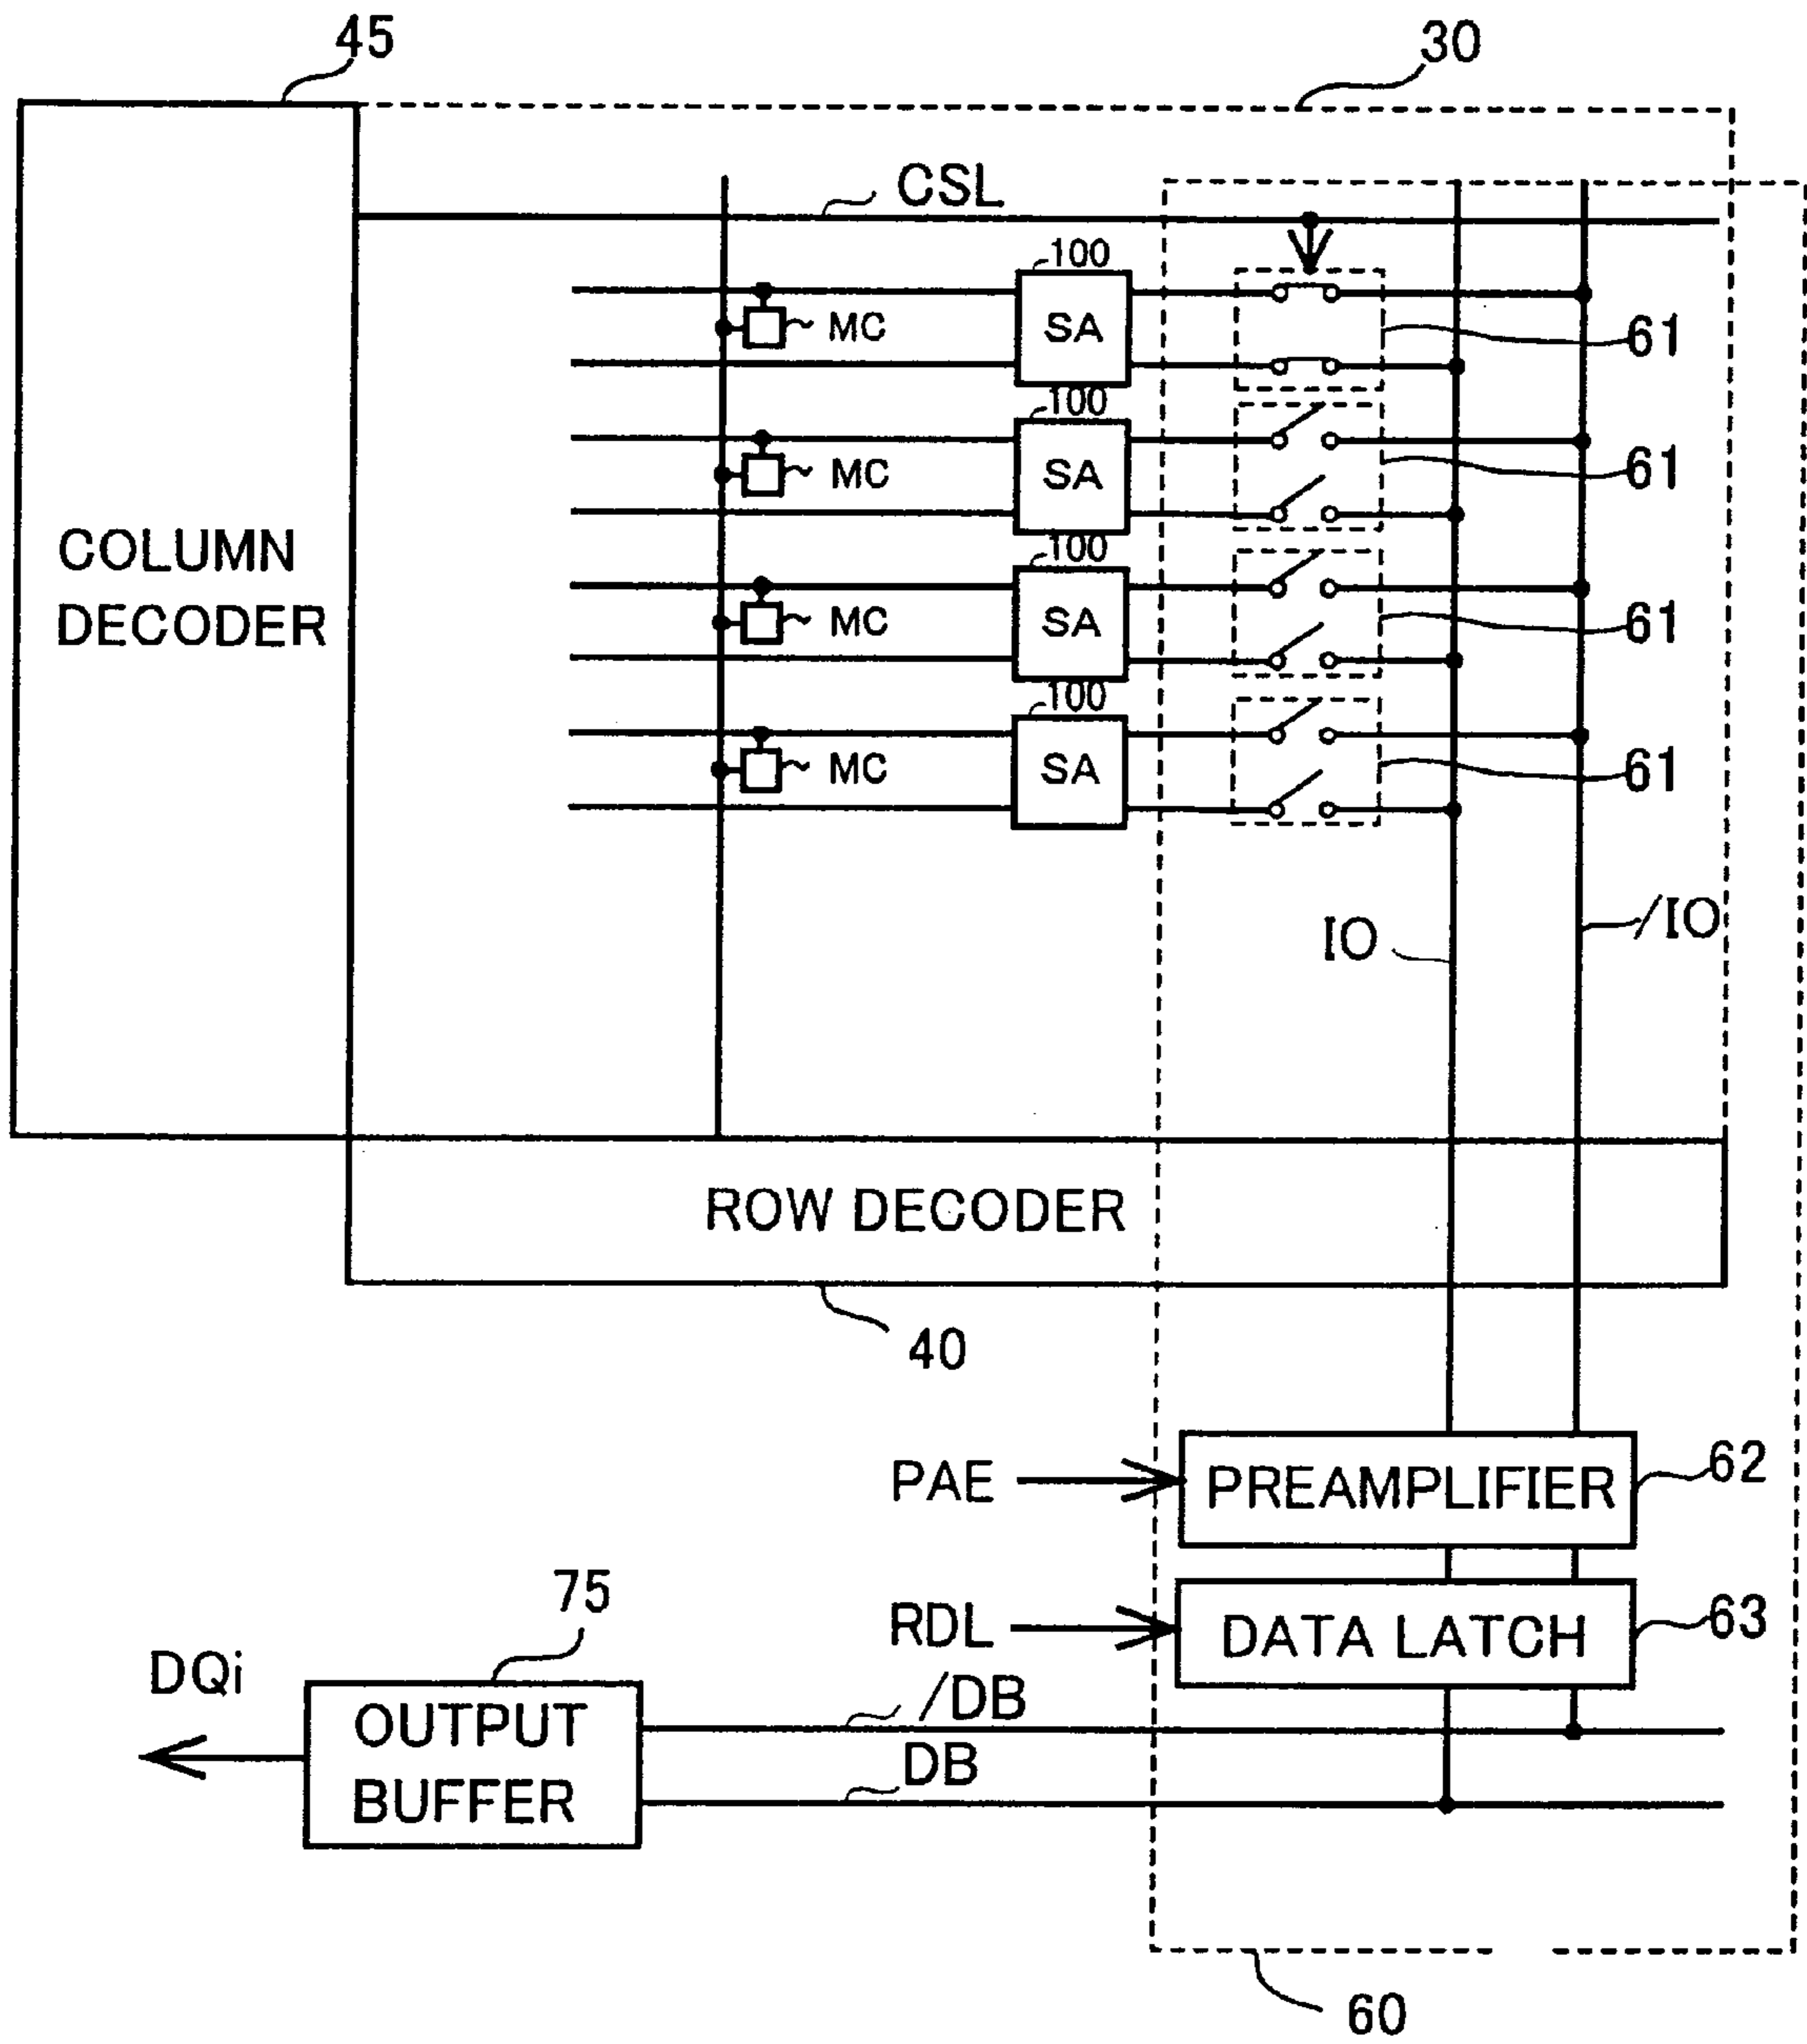 45
30
CSL
100
SA
MC
61
100
SA
MC
61
COLUMN
DECODER
100
SA
MC
61
100
SA
MC
61
IO
/IO
ROW DECODER
40
PAE
PREAMPLIFIER
62
75
RDL
DATA LATCH
63
DQi
OUTPUT
BUFFER
/DB
DB
60